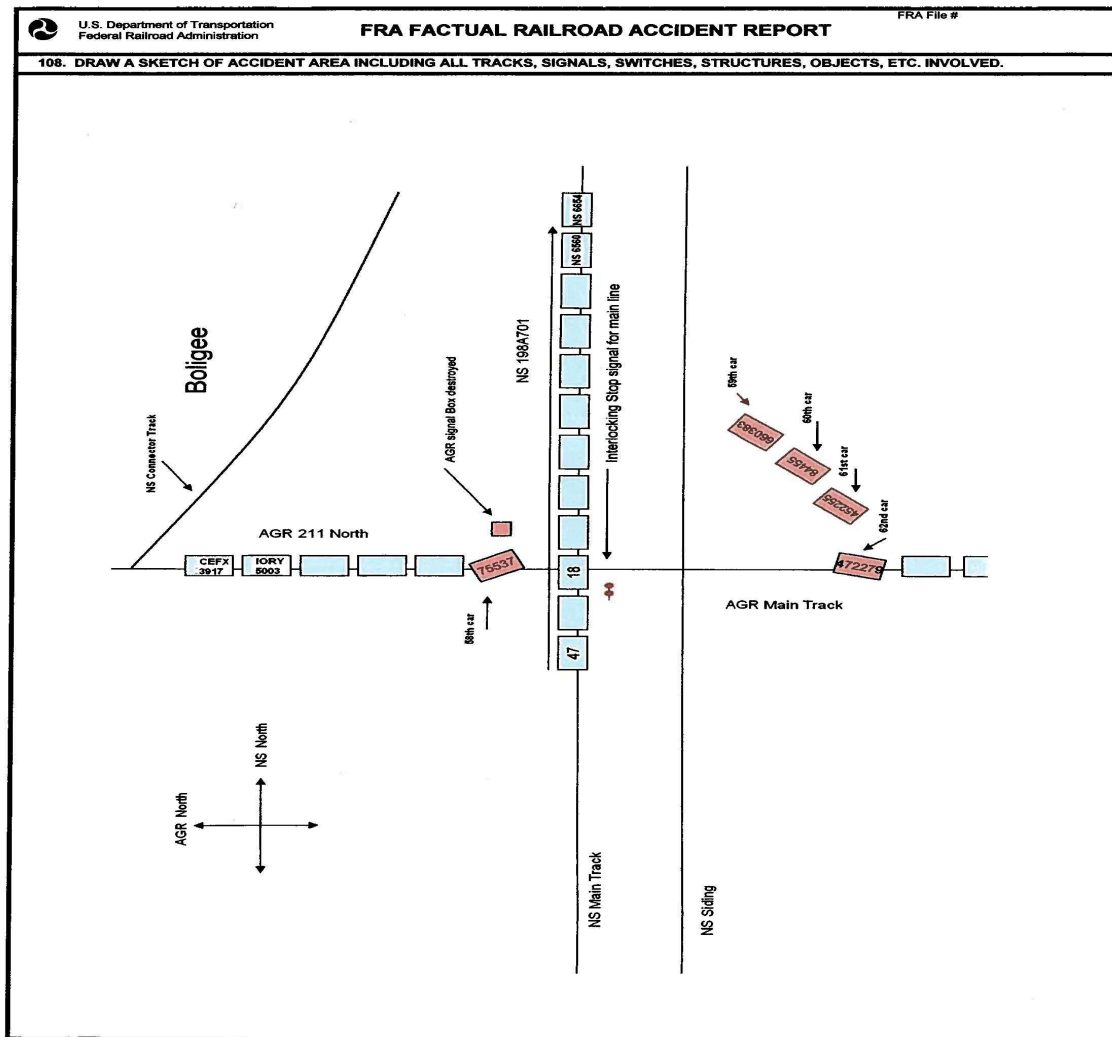 U.S. Department of Transportation
Federal Railroad Administration
FRA FACTUAL RAILROAD ACCIDENT REPORT
FRA File #
108. DRAW A SKETCH OF ACCIDENT AREA INCLUDING ALL TRACKS, SIGNALS, SWITCHES, STRUCTURES, OBJECTS, ETC. INVOLVED.
Boligee
NS Connector Track
AGR signal Box destroyed
NS 198A701
NS 6654
NS 6560
Interlocking Stop signal for main line
59th car
860383
60th car
84455
61st car
452255
62nd car
472279
AGR 211 North
CEFX
3917
IORY
5003
75537
58th car
18
47
AGR Main Track
AGR North
NS North
NS Main Track
NS Siding